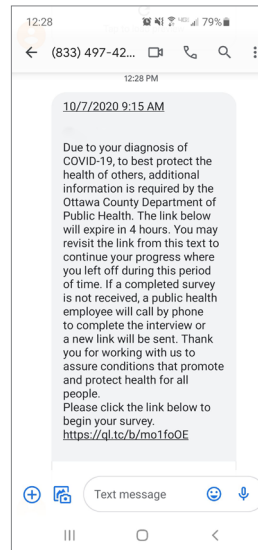 12:28
79%
(833) 497-42...
12:28 PM
10/7/2020 9:15 AM
Due to your diagnosis of
COVID-19, to best protect the
health of others, additional
information is required by the
Ottawa County Department of
Public Health. The link below
will expire in 4 hours. You may
revisit the link from this text to
continue your progress where
you left off during this period
of time. If a completed survey
is not received, a public health
employee will call by phone
to complete the interview or
a new link will be sent. Thank
you for working with us to
assure conditions that promote
and protect health for all
people.
Please click the link below to
begin your survey.
https://ql.tc/b/mo1foOE
Text message